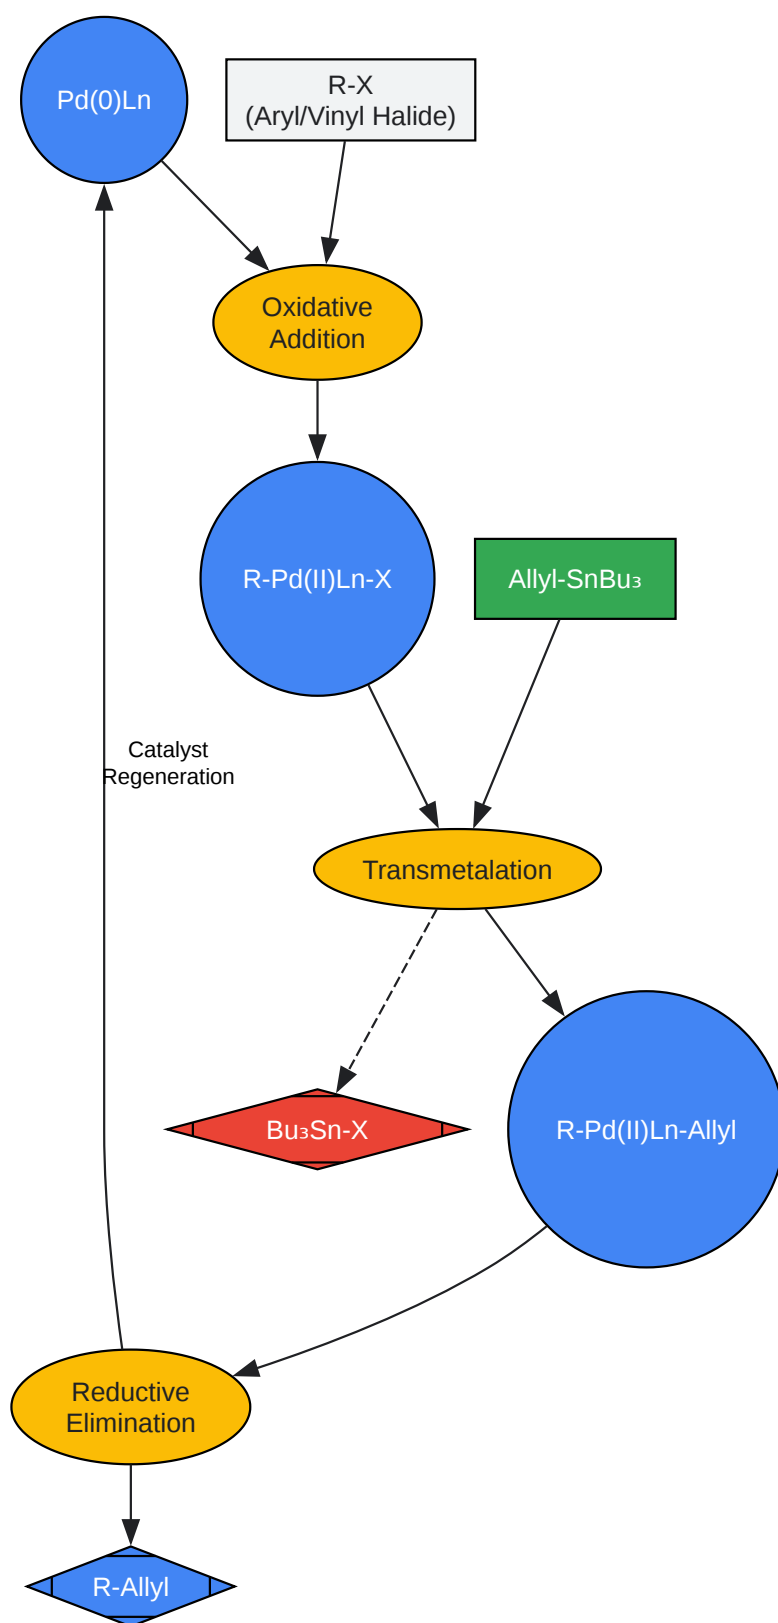 Pd(0)Ln
R-X
(Aryl/Vinyl Halide)
Oxidative
Addition
R-Pd(II)Ln-X
Allyl-SnBu₃
Catalyst
Regeneration
Transmetalation
Bu₃Sn-X
R-Pd(II)Ln-Allyl
Reductive
Elimination
R-Allyl